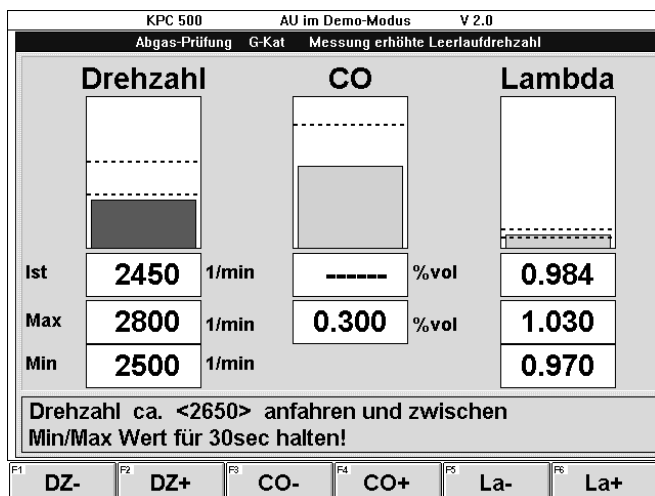 KPC 500 AU im Demo-Modus V 2.0
Abgas-Prüfung G-Kat Messung erhöhte Leerlaufdrehzahl
Drehzahl CO Lambda
Ist 2450 1/min ------ %vol 0.984
Max 2800 1/min 0.300 %vol 1.030
Min 2500 1/min 0.970
Drehzahl ca. <2650> anfahren und zwischen
Min/Max Wert für 30sec halten!
F1 DZ- F2 DZ+ F3 CO- F4 CO+ F5 La- F6 La+